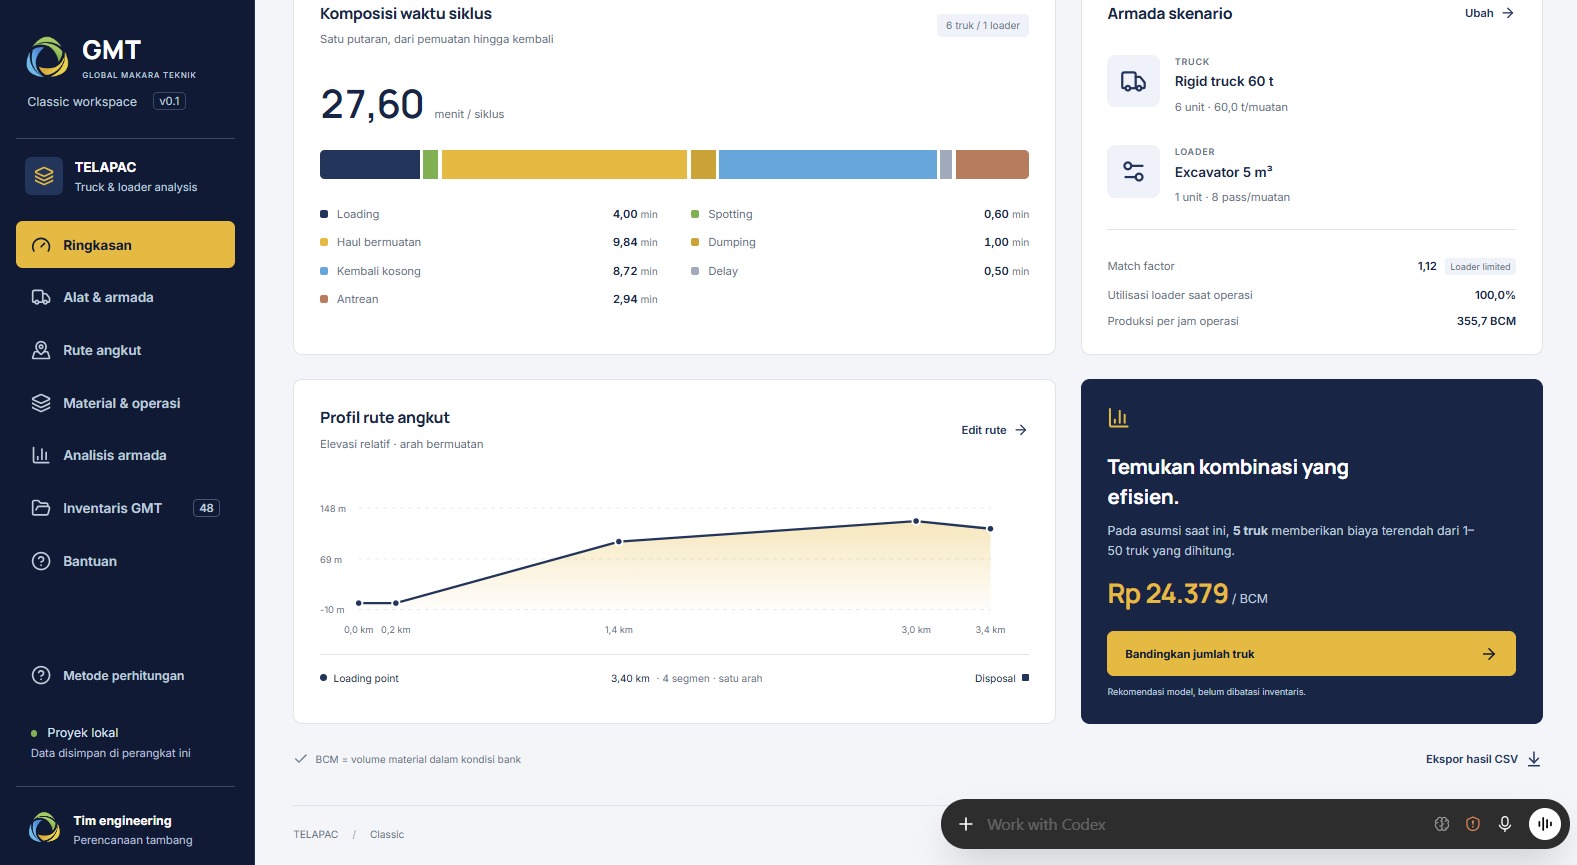 GMT
GLOBAL MAKARA TEKNIK
Classic workspace v0.1
TELAPAC
Truck & loader analysis
Ringkasan
Alat & armada
Rute angkut
Material & operasi
Analisis armada
Inventaris GMT 48
Bantuan
Metode perhitungan
Proyek lokal
Data disimpan di perangkat ini
Tim engineering
Perencanaan tambang
Komposisi waktu siklus
Satu putaran, dari pemuatan hingga kembali
6 truk / 1 loader
27,60 menit / siklus
Loading 4,00 min
Spotting 0,60 min
Haul bermuatan 9,84 min
Dumping 1,00 min
Kembali kosong 8,72 min
Delay 0,50 min
Antrean 2,94 min
Armada skenario
Ubah
TRUCK
Rigid truck 60 t
6 unit · 60,0 t/muatan
LOADER
Excavator 5 m³
1 unit · 8 pass/muatan
Match factor 1,12 Loader limited
Utilisasi loader saat operasi 100,0%
Produksi per jam operasi 355,7 BCM
Profil rute angkut
Elevasi relatif · arah bermuatan
Edit rute
148 m
69 m
-10 m
0,0 km 0,2 km 1,4 km 3,0 km 3,4 km
Loading point 3,40 km · 4 segmen · satu arah Disposal
Temukan kombinasi yang
efisien.
Pada asumsi saat ini, 5 truk memberikan biaya terendah dari 1–
50 truk yang dihitung.
Rp 24.379 / BCM
Bandingkan jumlah truk
Rekomendasi model, belum dibatasi inventaris.
BCM = volume material dalam kondisi bank
Ekspor hasil CSV
TELAPAC / Classic
Work with Codex